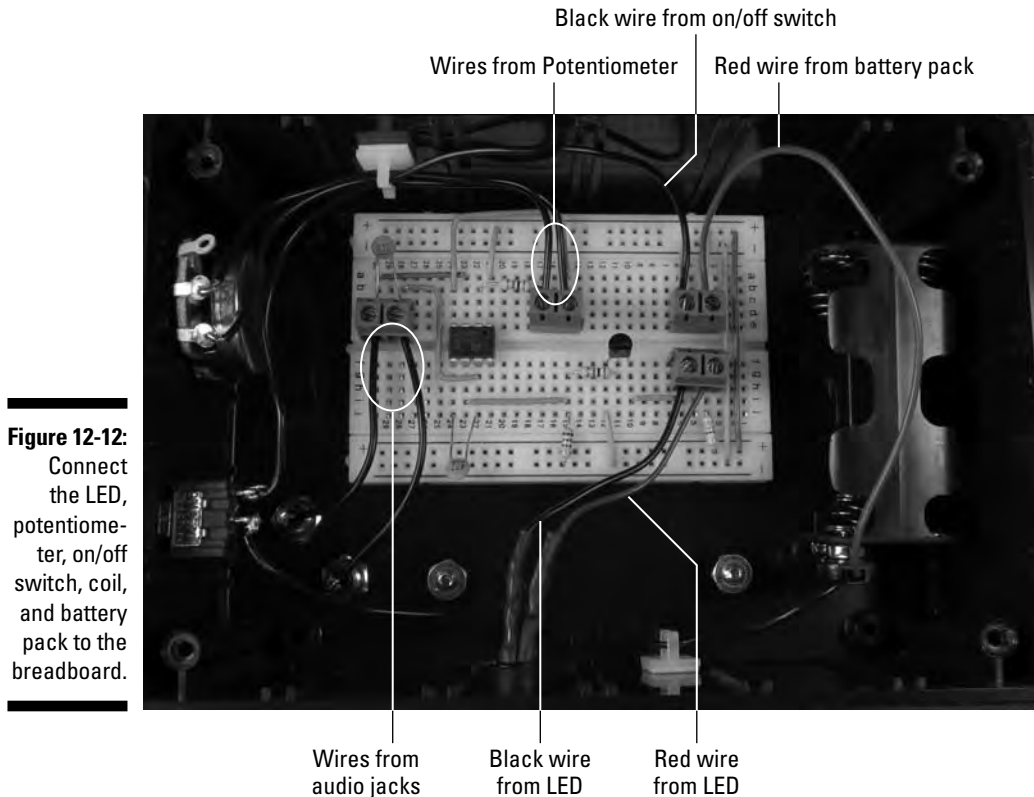 Black wire from on/off switch
Wires from Potentiometer
Red wire from battery pack
Figure 12-12:
Connect
the LED,
potentiome-
ter, on/off
switch, coil,
and battery
pack to the
breadboard.
Wires from
audio jacks
Black wire
from LED
Red wire
from LED